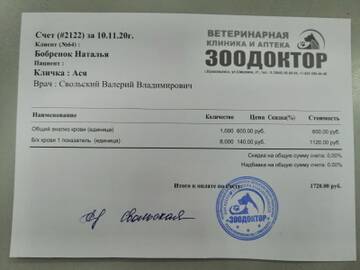 Счет (#2122) за 10.11.20г.
Клиент (№64) :
Бобренок Наталья
Пациент :
Кличка : Ася
Врач : Свольский Валерий Владимирович
ВЕТЕРИНАРНАЯ
КЛИНИКА И АПТЕКА
ЗООДОКТОР
Наименование Количество Цена Скидка(%) Стоимость
Общий анализ крови (единица) 1,000 600.00 руб. 600.00 руб.
Б/х крови 1 показатель (единица) 8,000 140.00 руб. 1120.00 руб.
Скидка на общую сумму счета: 0.00%
Надбавка на общую сумму счета: 0.00%
Итого к оплате по 1720.00 руб.
ЗООДОКТОР